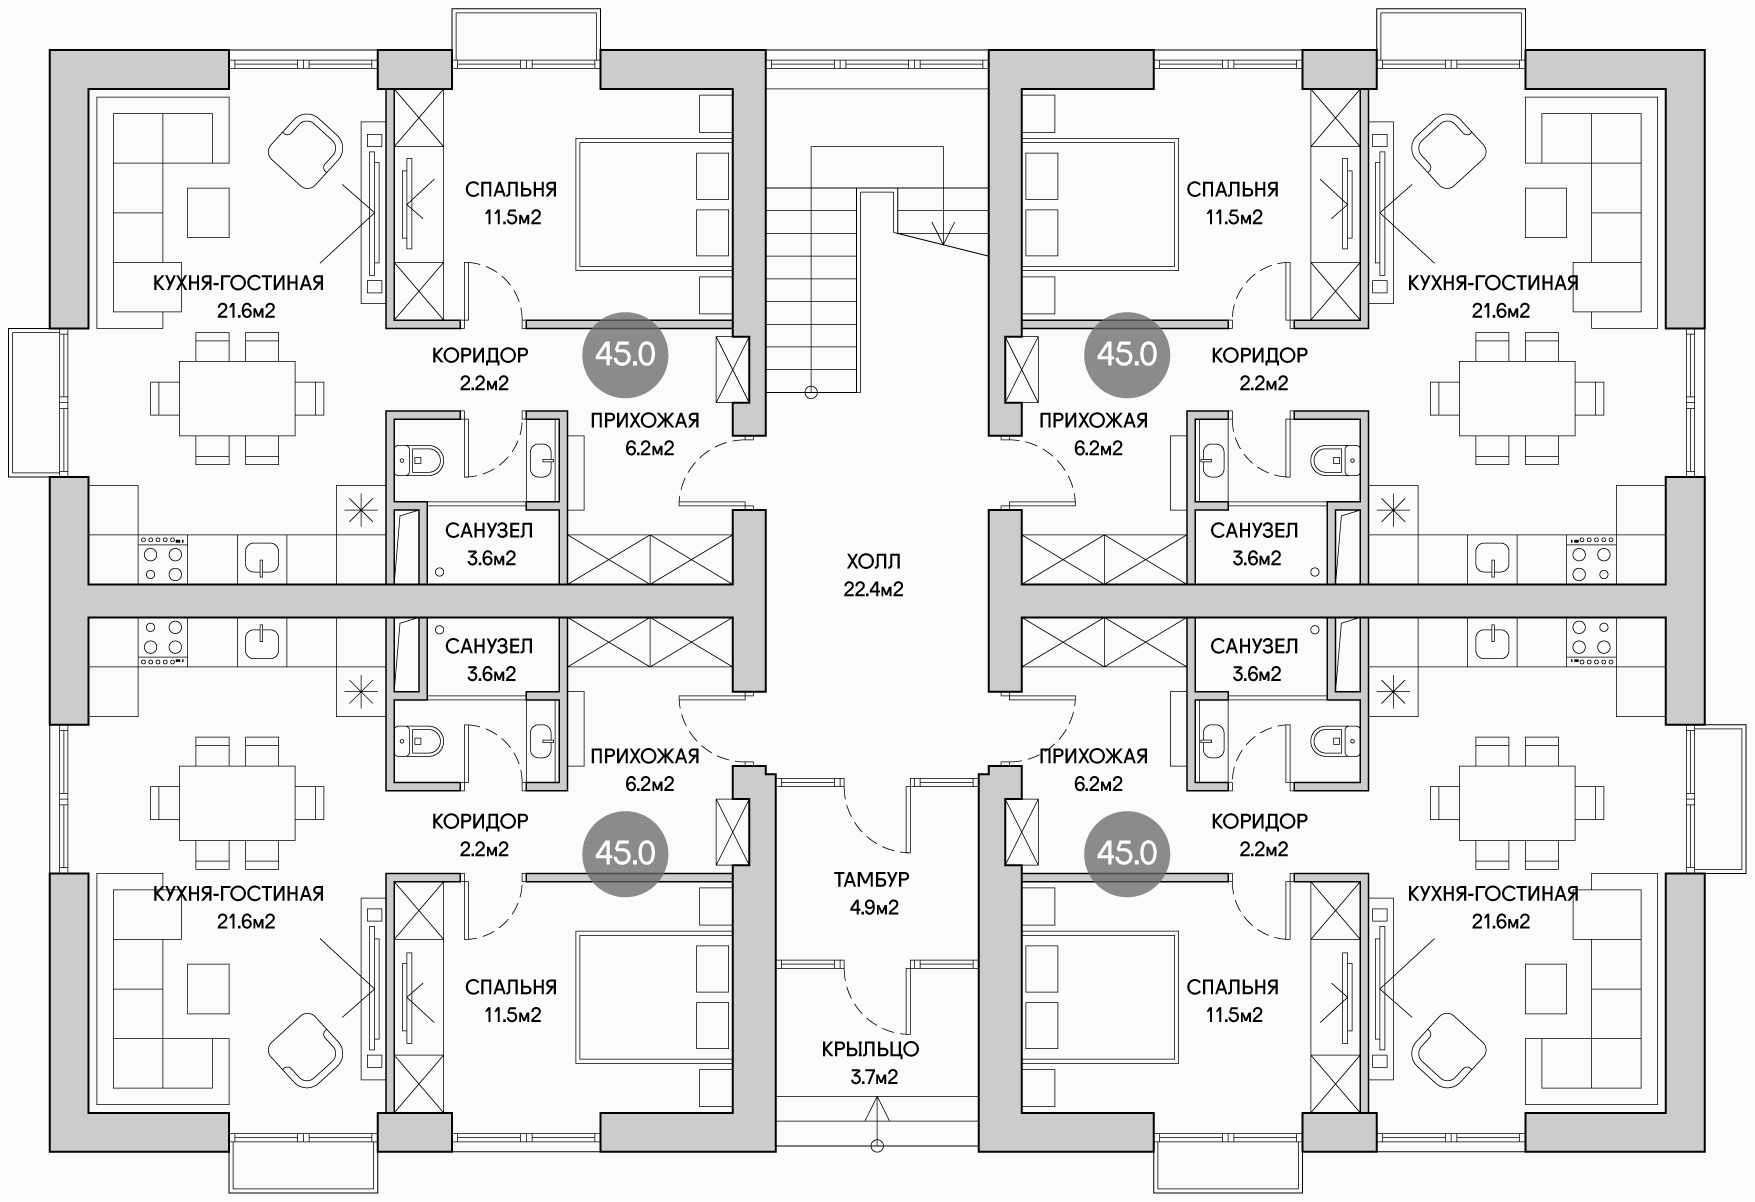 СПАЛЬНЯ
11.5м2
СПАЛЬНЯ
11.5м2
КУХНЯ-ГОСТИНАЯ
21.6м2
КУХНЯ-ГОСТИНАЯ
21.6м2
КОРИДОР
2.2м2
45.0
45.0
КОРИДОР
2.2м2
ПРИХОЖАЯ
6.2м2
ПРИХОЖАЯ
6.2м2
САНУЗЕЛ
3.6м2
САНУЗЕЛ
3.6м2
ХОЛЛ
22.4м2
САНУЗЕЛ
3.6м2
САНУЗЕЛ
3.6м2
ПРИХОЖАЯ
6.2м2
ПРИХОЖАЯ
6.2м2
КОРИДОР
2.2м2
45.0
45.0
КОРИДОР
2.2м2
КУХНЯ-ГОСТИНАЯ
21.6м2
ТАМБУР
4.9м2
КУХНЯ-ГОСТИНАЯ
21.6м2
СПАЛЬНЯ
11.5м2
СПАЛЬНЯ
11.5м2
КРЫЛЬЦО
3.7м2